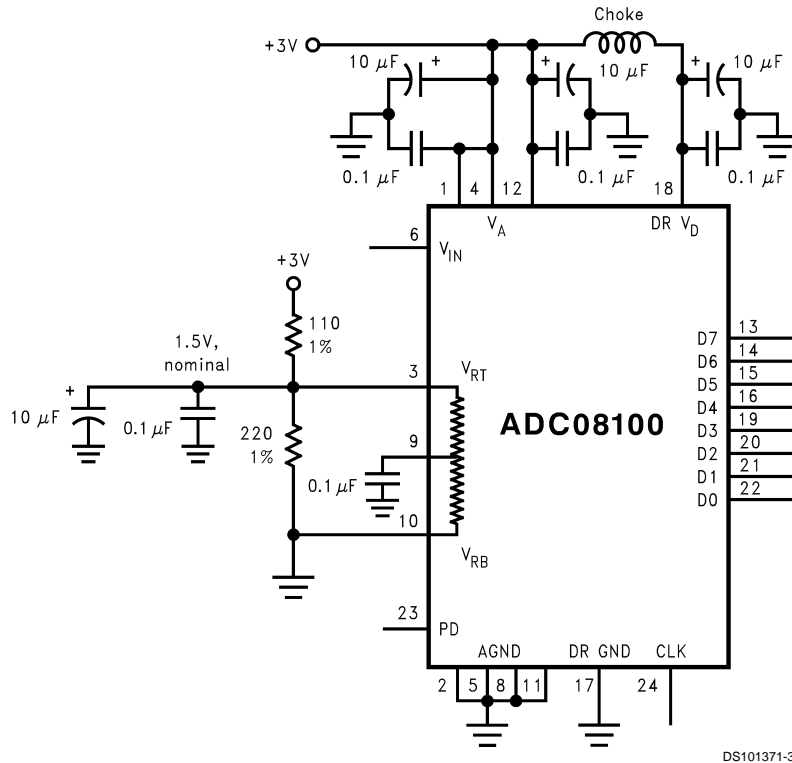 Choke
+3V
10 μF +
+ 10 μF
+ 10 μF
0.1 μF
0.1 μF
0.1 μF
1 4 12 18
V_A
DR V_D
6
V_IN
+3V
110
1%
1.5V,
nominal
3
V_RT
+
10 μF
0.1 μF
220
1%
9
0.1 μF
10
V_RB
ADC08100
D7 13
D6 14
D5 15
D4 16
D3 19
D2 20
D1 21
D0 22
23
PD
AGND DR GND CLK
2 5 8 11 17 24
DS101371-3